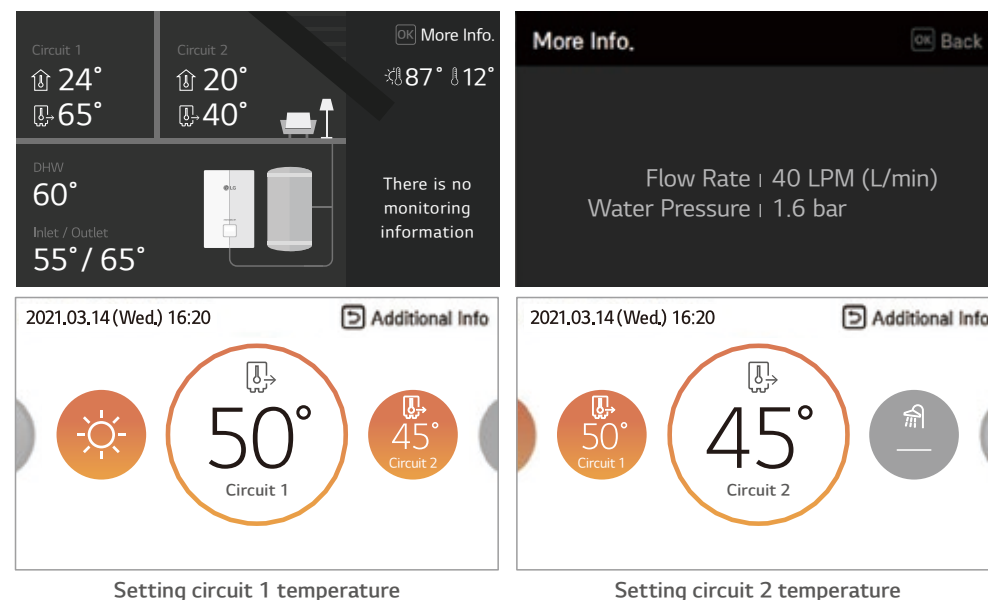 Circuit 1
24°
65°
Circuit 2
20°
40°
OK More Info.
87° 12°
DHW
60°
Inlet / Outlet
55° / 65°
LG
There is no
monitoring
information
More Info.
OK Back
Flow Rate | 40 LPM (L/min)
Water Pressure | 1.6 bar
2021.03.14 (Wed.) 16:20
Additional Info
50°
Circuit 1
45°
Circuit 2
Setting circuit 1 temperature
2021.03.14 (Wed.) 16:20
Additional Info
50°
Circuit 1
45°
Circuit 2
Setting circuit 2 temperature